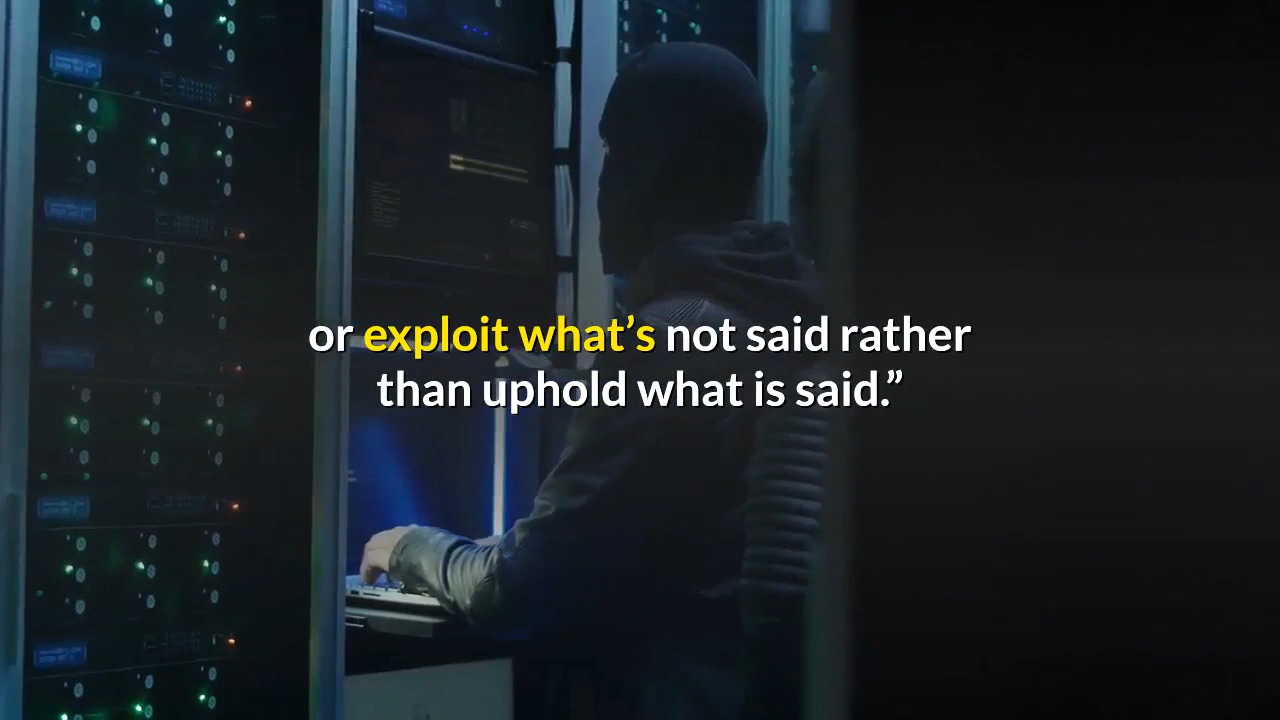 or exploit what’s not said rather
than uphold what is said.”